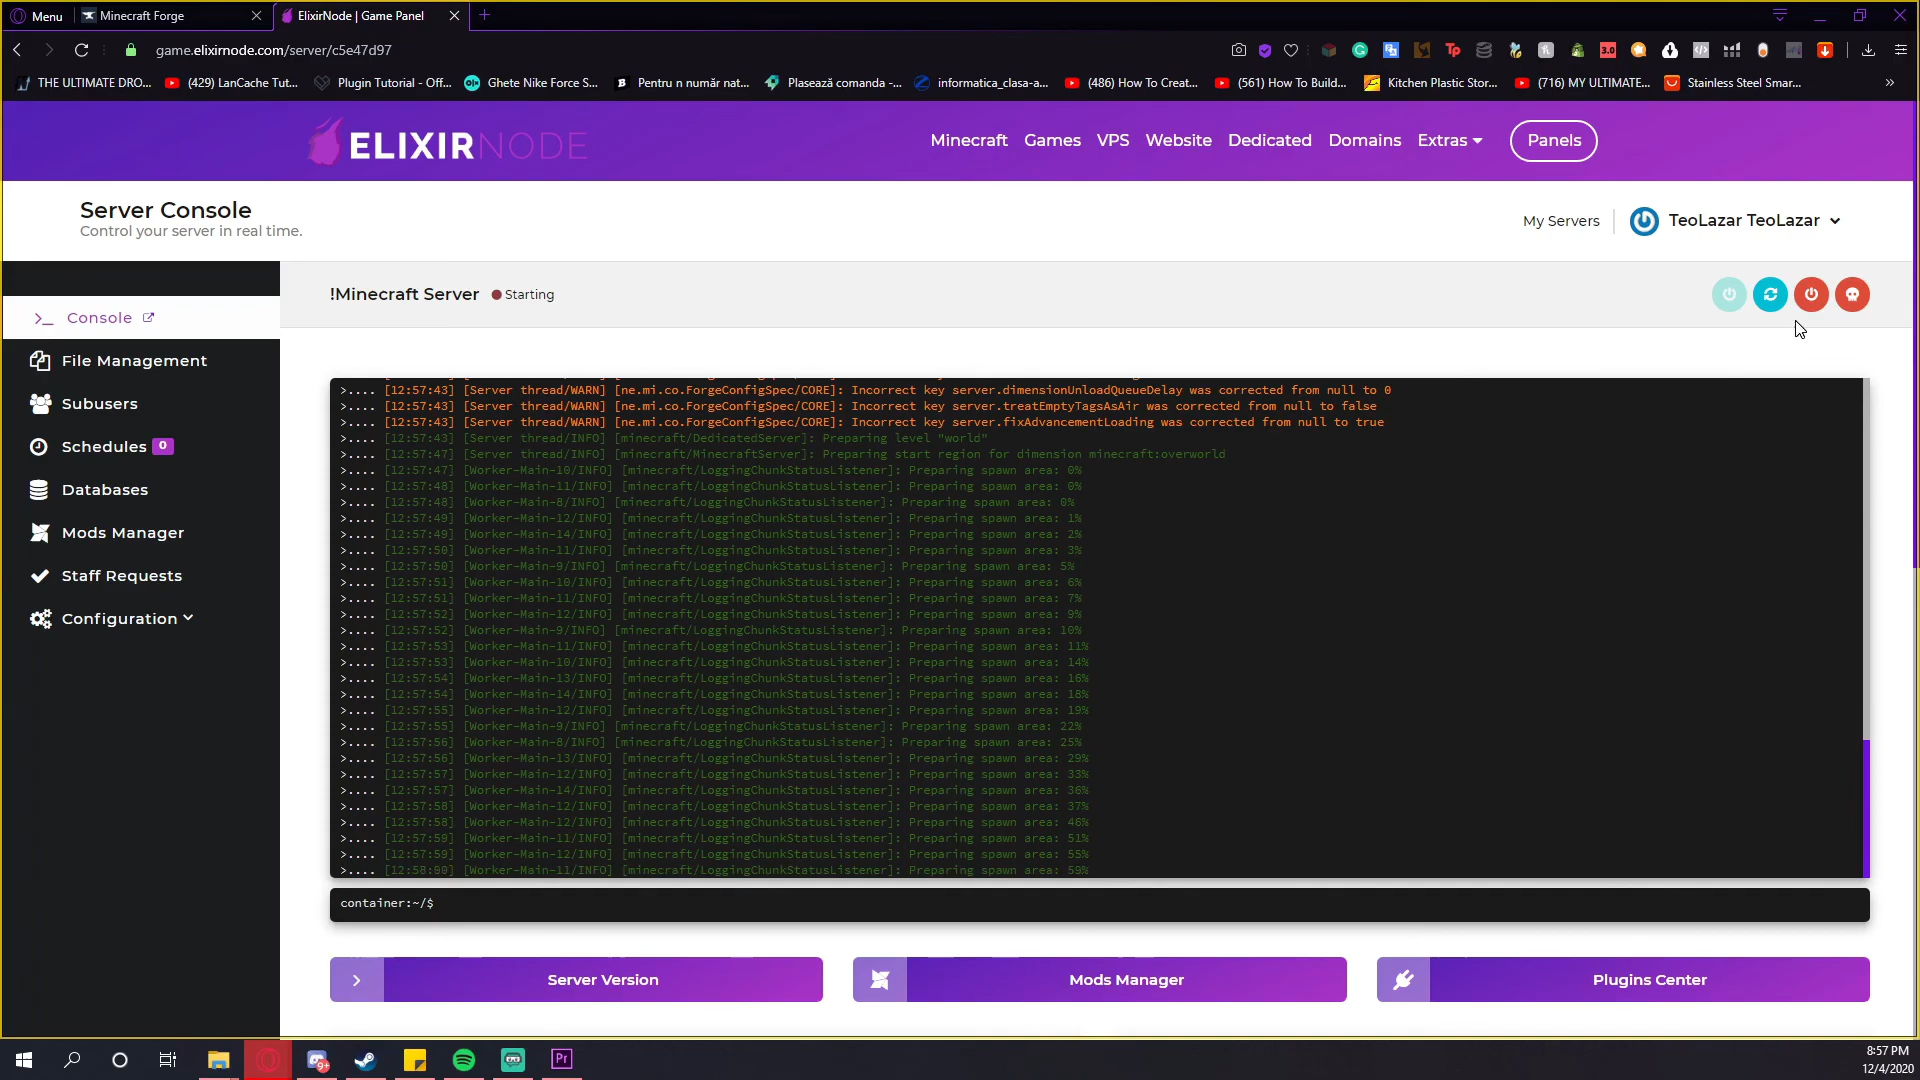 Menu
Minecraft Forge
ElixirNode | Game Panel
game.elixirnode.com/server/c5e47d97
Tp
3.0
THE ULTIMATE DRO...
(429) LanCache Tut...
Plugin Tutorial - Off...
Ghete Nike Force S...
Pentru n număr nat...
Plasează comanda -...
informatica_clasa-a...
(486) How To Creat...
(561) How To Build...
Kitchen Plastic Stor...
(716) MY ULTIMATE...
Stainless Steel Smar...
»
ELIXIRNODE
Minecraft
Games
VPS
Website
Dedicated
Domains
Extras
Panels
Server Console
Control your server in real time.
My Servers
TeoLazar TeoLazar
Console
File Management
Subusers
Schedules 0
Databases
Mods Manager
Staff Requests
Configuration
!Minecraft Server
Starting
>.... [12:57:43] [Server thread/WARN] [ne.mi.co.ForgeConfigSpec/CORE]: Incorrect key server.dimensionUnloadQueueDelay was corrected from null to 0
>.... [12:57:43] [Server thread/WARN] [ne.mi.co.ForgeConfigSpec/CORE]: Incorrect key server.treatEmptyTagsAsAir was corrected from null to false
>.... [12:57:43] [Server thread/WARN] [ne.mi.co.ForgeConfigSpec/CORE]: Incorrect key server.fixAdvancementLoading was corrected from null to true
>.... [12:57:43] [Server thread/INFO] [minecraft/DedicatedServer]: Preparing level "world"
>.... [12:57:47] [Server thread/INFO] [minecraft/MinecraftServer]: Preparing start region for dimension minecraft:overworld
>.... [12:57:47] [Worker-Main-10/INFO] [minecraft/LoggingChunkStatusListener]: Preparing spawn area: 0%
>.... [12:57:48] [Worker-Main-11/INFO] [minecraft/LoggingChunkStatusListener]: Preparing spawn area: 0%
>.... [12:57:48] [Worker-Main-8/INFO] [minecraft/LoggingChunkStatusListener]: Preparing spawn area: 0%
>.... [12:57:49] [Worker-Main-12/INFO] [minecraft/LoggingChunkStatusListener]: Preparing spawn area: 1%
>.... [12:57:49] [Worker-Main-14/INFO] [minecraft/LoggingChunkStatusListener]: Preparing spawn area: 2%
>.... [12:57:50] [Worker-Main-11/INFO] [minecraft/LoggingChunkStatusListener]: Preparing spawn area: 3%
>.... [12:57:50] [Worker-Main-9/INFO] [minecraft/LoggingChunkStatusListener]: Preparing spawn area: 5%
>.... [12:57:51] [Worker-Main-10/INFO] [minecraft/LoggingChunkStatusListener]: Preparing spawn area: 6%
>.... [12:57:51] [Worker-Main-11/INFO] [minecraft/LoggingChunkStatusListener]: Preparing spawn area: 7%
>.... [12:57:52] [Worker-Main-12/INFO] [minecraft/LoggingChunkStatusListener]: Preparing spawn area: 9%
>.... [12:57:52] [Worker-Main-9/INFO] [minecraft/LoggingChunkStatusListener]: Preparing spawn area: 10%
>.... [12:57:53] [Worker-Main-11/INFO] [minecraft/LoggingChunkStatusListener]: Preparing spawn area: 11%
>.... [12:57:53] [Worker-Main-10/INFO] [minecraft/LoggingChunkStatusListener]: Preparing spawn area: 14%
>.... [12:57:54] [Worker-Main-13/INFO] [minecraft/LoggingChunkStatusListener]: Preparing spawn area: 16%
>.... [12:57:54] [Worker-Main-14/INFO] [minecraft/LoggingChunkStatusListener]: Preparing spawn area: 18%
>.... [12:57:55] [Worker-Main-12/INFO] [minecraft/LoggingChunkStatusListener]: Preparing spawn area: 19%
>.... [12:57:55] [Worker-Main-9/INFO] [minecraft/LoggingChunkStatusListener]: Preparing spawn area: 22%
>.... [12:57:56] [Worker-Main-8/INFO] [minecraft/LoggingChunkStatusListener]: Preparing spawn area: 25%
>.... [12:57:56] [Worker-Main-13/INFO] [minecraft/LoggingChunkStatusListener]: Preparing spawn area: 29%
>.... [12:57:57] [Worker-Main-12/INFO] [minecraft/LoggingChunkStatusListener]: Preparing spawn area: 33%
>.... [12:57:57] [Worker-Main-14/INFO] [minecraft/LoggingChunkStatusListener]: Preparing spawn area: 36%
>.... [12:57:58] [Worker-Main-12/INFO] [minecraft/LoggingChunkStatusListener]: Preparing spawn area: 37%
>.... [12:57:58] [Worker-Main-12/INFO] [minecraft/LoggingChunkStatusListener]: Preparing spawn area: 46%
>.... [12:57:59] [Worker-Main-11/INFO] [minecraft/LoggingChunkStatusListener]: Preparing spawn area: 51%
>.... [12:57:59] [Worker-Main-12/INFO] [minecraft/LoggingChunkStatusListener]: Preparing spawn area: 55%
>.... [12:58:00] [Worker-Main-11/INFO] [minecraft/LoggingChunkStatusListener]: Preparing spawn area: 59%
container:~/$
Server Version
Mods Manager
Plugins Center
9+
Pr
8:57 PM
12/4/2020